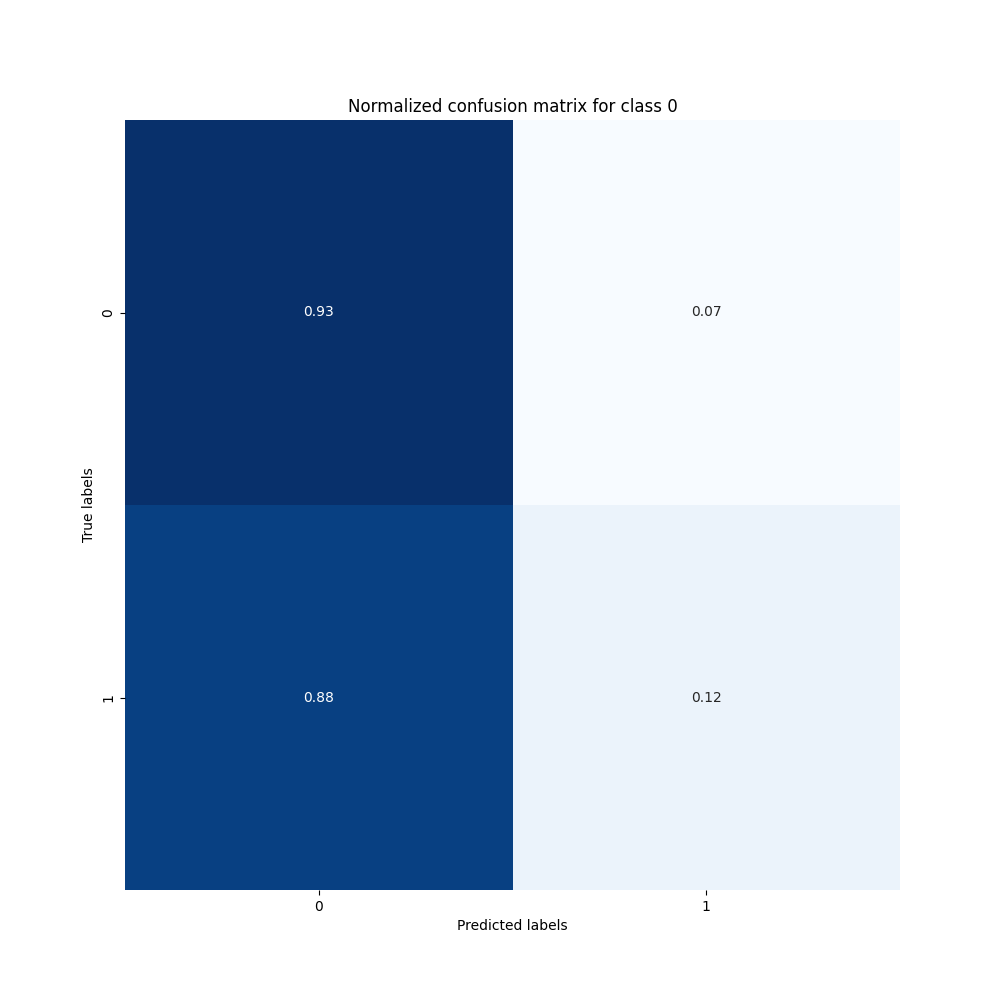 Normalized confusion matrix for class 0
0.93
0.07
0
True labels
0.88
0.12
1
0
1
Predicted labels